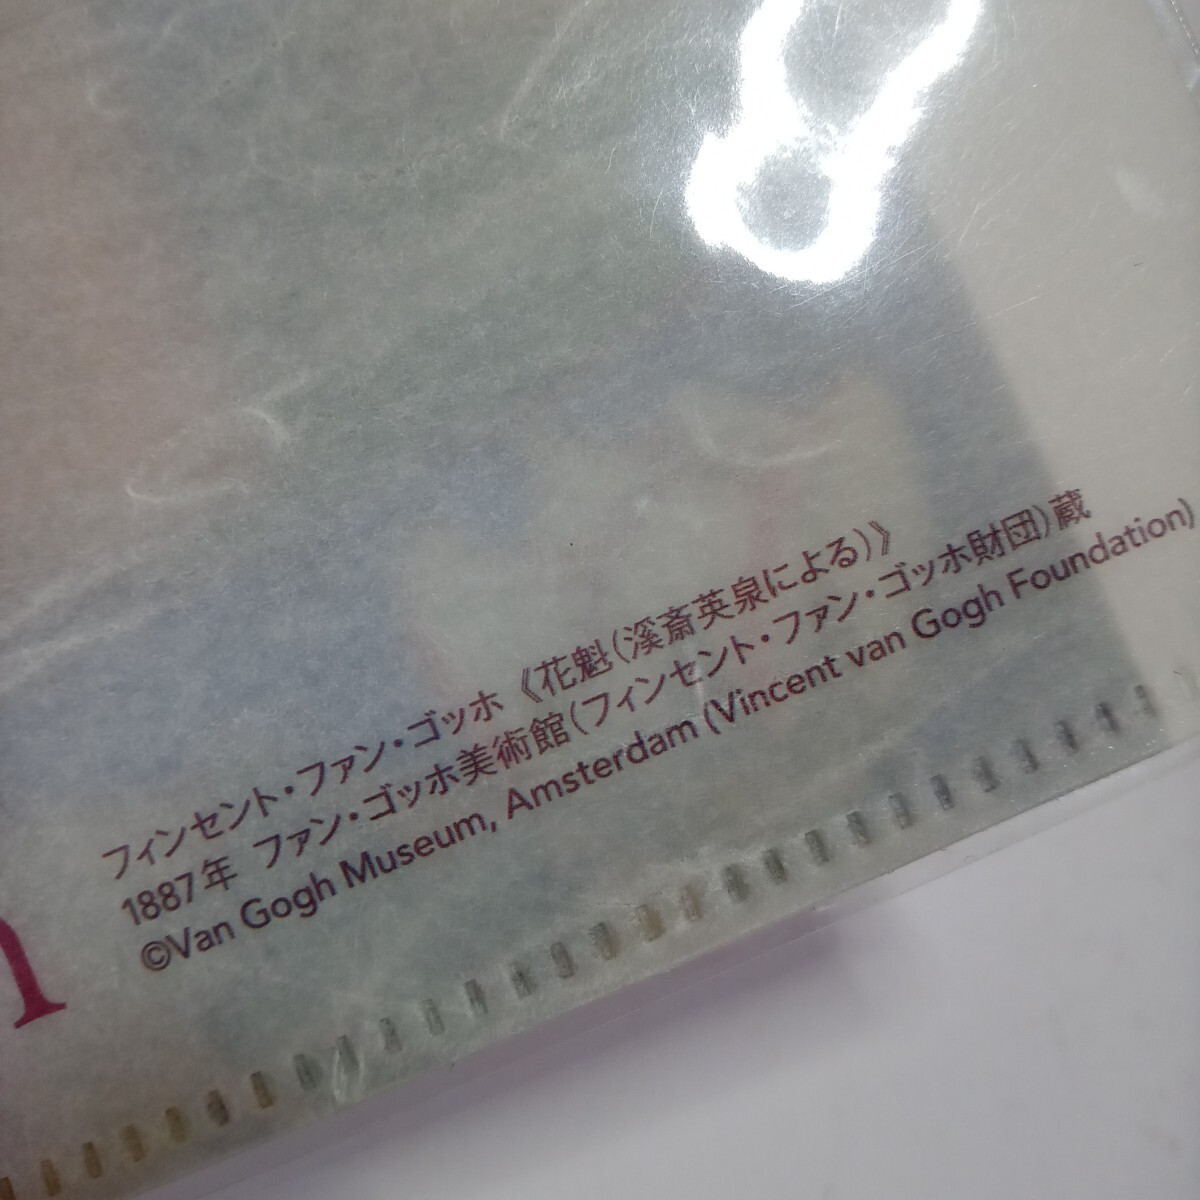 フィンセント・ファン・ゴッホ《花魁(溪斎英泉による)》
1887年 ファン・ゴッホ美術館(フィンセント・ファン・ゴッホ財団)蔵
©Van Gogh Museum, Amsterdam (Vincent van Gogh Foundation)